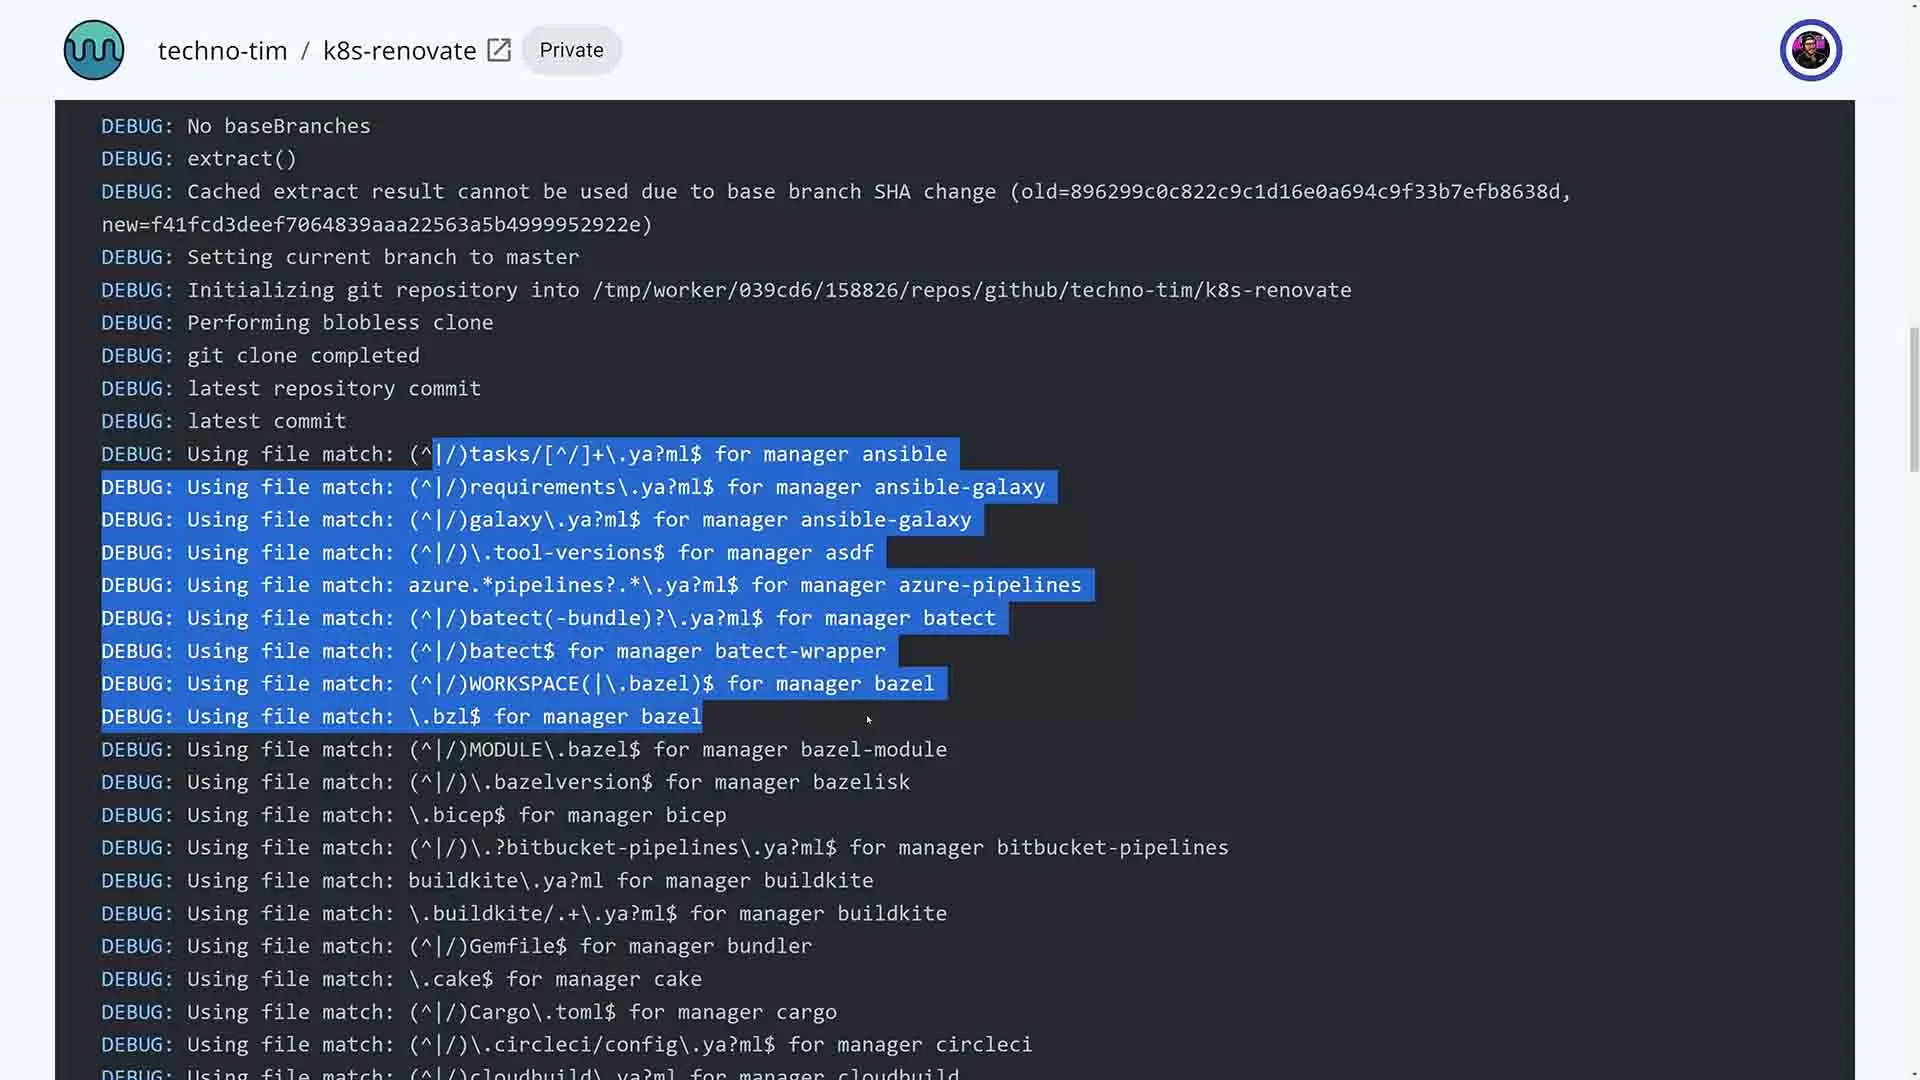 techno-tim / k8s-renovate Private
DEBUG: No baseBranches
DEBUG: extract()
DEBUG: Cached extract result cannot be used due to base branch SHA change (old=896299c0c822c9c1d16e0a694c9f33b7efb8638d,
new=f41fcd3deef7064839aaa22563a5b4999952922e)
DEBUG: Setting current branch to master
DEBUG: Initializing git repository into /tmp/worker/039cd6/158826/repos/github/techno-tim/k8s-renovate
DEBUG: Performing blobless clone
DEBUG: git clone completed
DEBUG: latest repository commit
DEBUG: latest commit
DEBUG: Using file match: (^|/)tasks/[^/]+\.ya?ml$ for manager ansible
DEBUG: Using file match: (^|/)requirements\.ya?ml$ for manager ansible-galaxy
DEBUG: Using file match: (^|/)galaxy\.ya?ml$ for manager ansible-galaxy
DEBUG: Using file match: (^|/)\.tool-versions$ for manager asdf
DEBUG: Using file match: azure.*pipelines?.*\.ya?ml$ for manager azure-pipelines
DEBUG: Using file match: (^|/)batect(-bundle)?\.ya?ml$ for manager batect
DEBUG: Using file match: (^|/)batect$ for manager batect-wrapper
DEBUG: Using file match: (^|/)WORKSPACE(|\.bazel)$ for manager bazel
DEBUG: Using file match: \.bzl$ for manager bazel
DEBUG: Using file match: (^|/)MODULE\.bazel$ for manager bazel-module
DEBUG: Using file match: (^|/)\.bazelversion$ for manager bazelisk
DEBUG: Using file match: \.bicep$ for manager bicep
DEBUG: Using file match: (^|/)\.?bitbucket-pipelines\.ya?ml$ for manager bitbucket-pipelines
DEBUG: Using file match: buildkite\.ya?ml for manager buildkite
DEBUG: Using file match: \.buildkite/.+\.ya?ml$ for manager buildkite
DEBUG: Using file match: (^|/)Gemfile$ for manager bundler
DEBUG: Using file match: \.cake$ for manager cake
DEBUG: Using file match: (^|/)Cargo\.toml$ for manager cargo
DEBUG: Using file match: (^|/)\.circleci/config\.ya?ml$ for manager circleci
DEBUG: Using file match: (^|/)cloudbuild\.ya?ml for manager cloudbuild